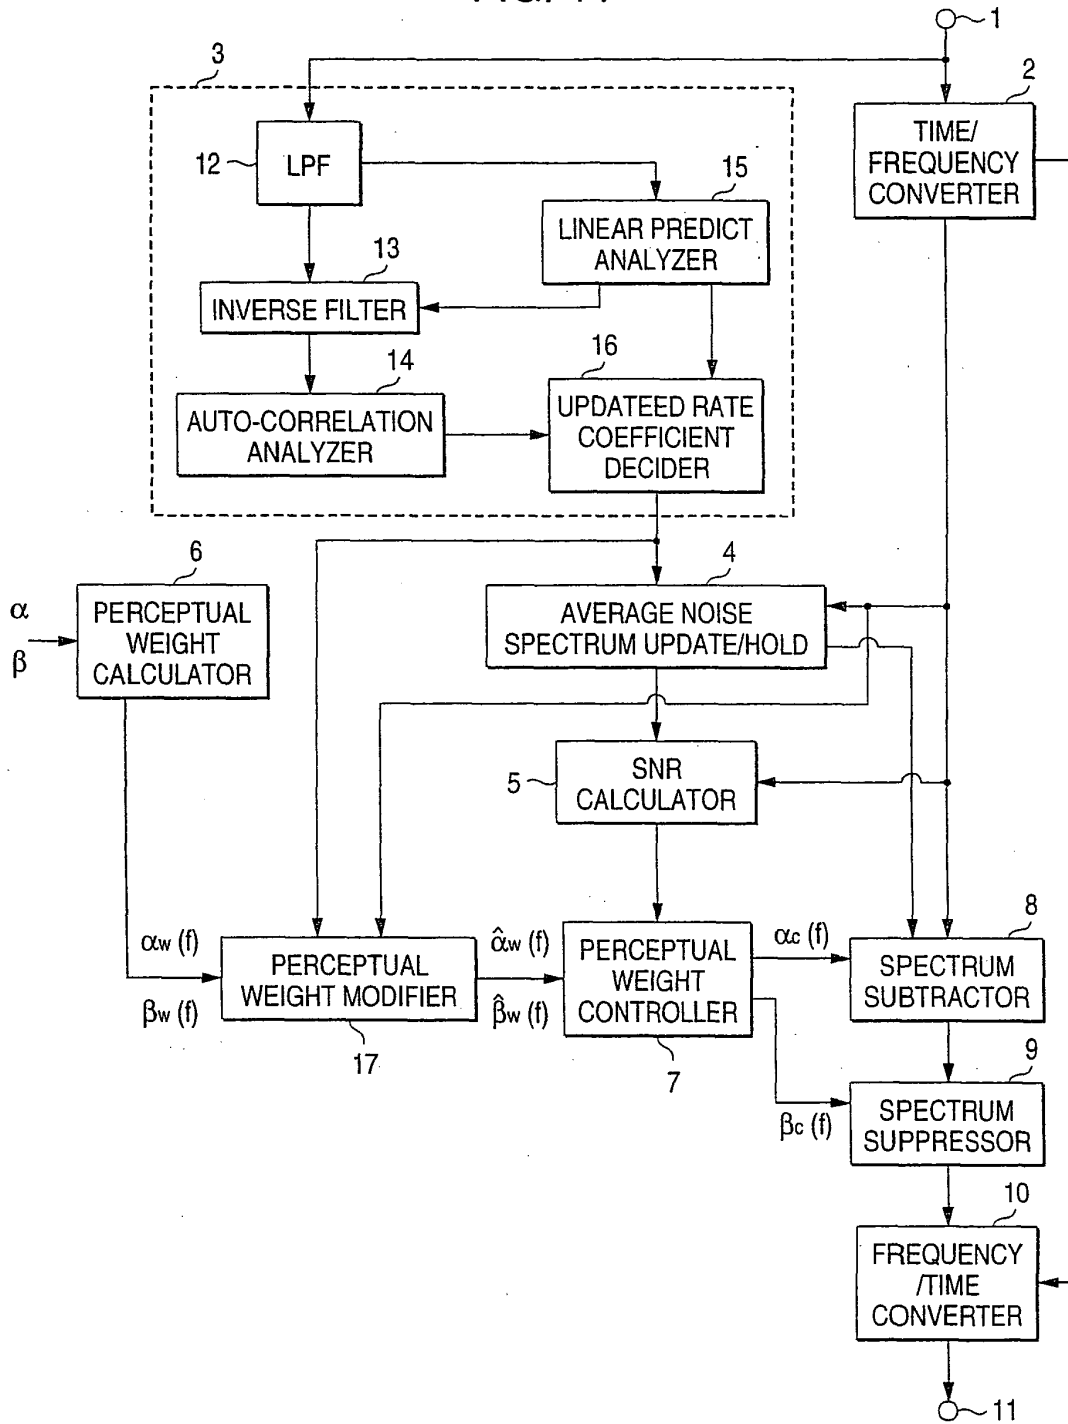 1
3
2
TIME/
FREQUENCY
CONVERTER
12
LPF
15
LINEAR PREDICT
ANALYZER
13
INVERSE FILTER
14
AUTO-CORRELATION
ANALYZER
16
UPDATEED RATE
COEFFICIENT
DECIDER
6
α
β
PERCEPTUAL
WEIGHT
CALCULATOR
4
AVERAGE NOISE
SPECTRUM UPDATE/HOLD
5
SNR
CALCULATOR
αw (f)
βw (f)
PERCEPTUAL
WEIGHT MODIFIER
17
α̂w (f)
β̂w (f)
PERCEPTUAL
WEIGHT
CONTROLLER
7
αc (f)
βc (f)
8
SPECTRUM
SUBTRACTOR
9
SPECTRUM
SUPPRESSOR
10
FREQUENCY
/TIME
CONVERTER
11